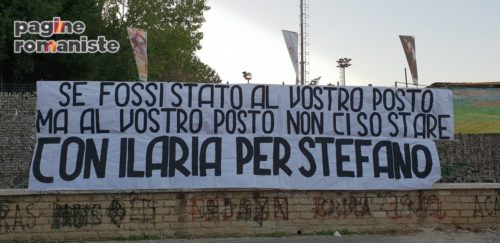 pagine
romaniste
SE FOSSI STATO AL VOSTRO POSTO
MA AL VOSTRO POSTO NON CI SO STARE
CON ILARIA PER STEFANO